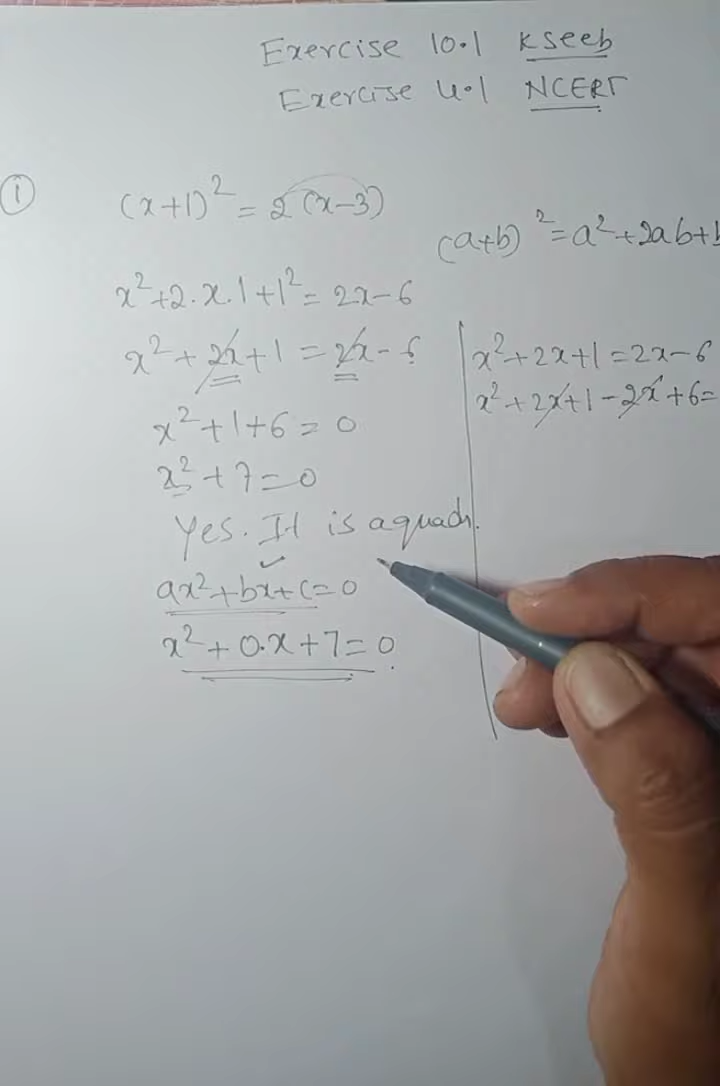 Exercise 10.1 kseeb
Exercise 4.1 NCERT
① (x+1)² = 2(x-3)
(a+b)² = a²+2ab+b
x²+2.x.1+1² = 2x-6
x² + 2x+1 = 2x-6
x²+1+6 = 0
x²+7=0
Yes. It is a quadr.
ax²+bx+c=0
x²+0.x+7=0
x²+2x+1=2x-6
x²+2x+1-2x+6=